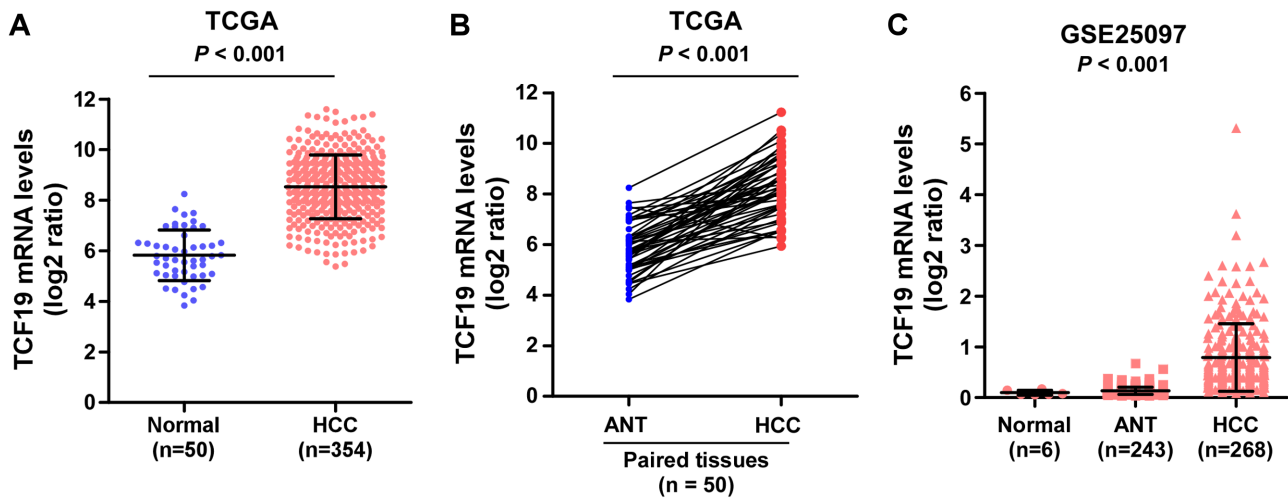 A
TCGA
P < 0.001
TCF19 mRNA levels
(log2 ratio)
12
10
8
6
4
2
0
Normal
(n=50)
HCC
(n=354)
B
TCGA
P < 0.001
TCF19 mRNA levels
(log2 ratio)
12
10
8
6
4
2
0
ANT
HCC
Paired tissues
(n = 50)
C
GSE25097
P < 0.001
TCF19 mRNA levels
(log2 ratio)
6
5
4
3
2
1
0
Normal
(n=6)
ANT
(n=243)
HCC
(n=268)